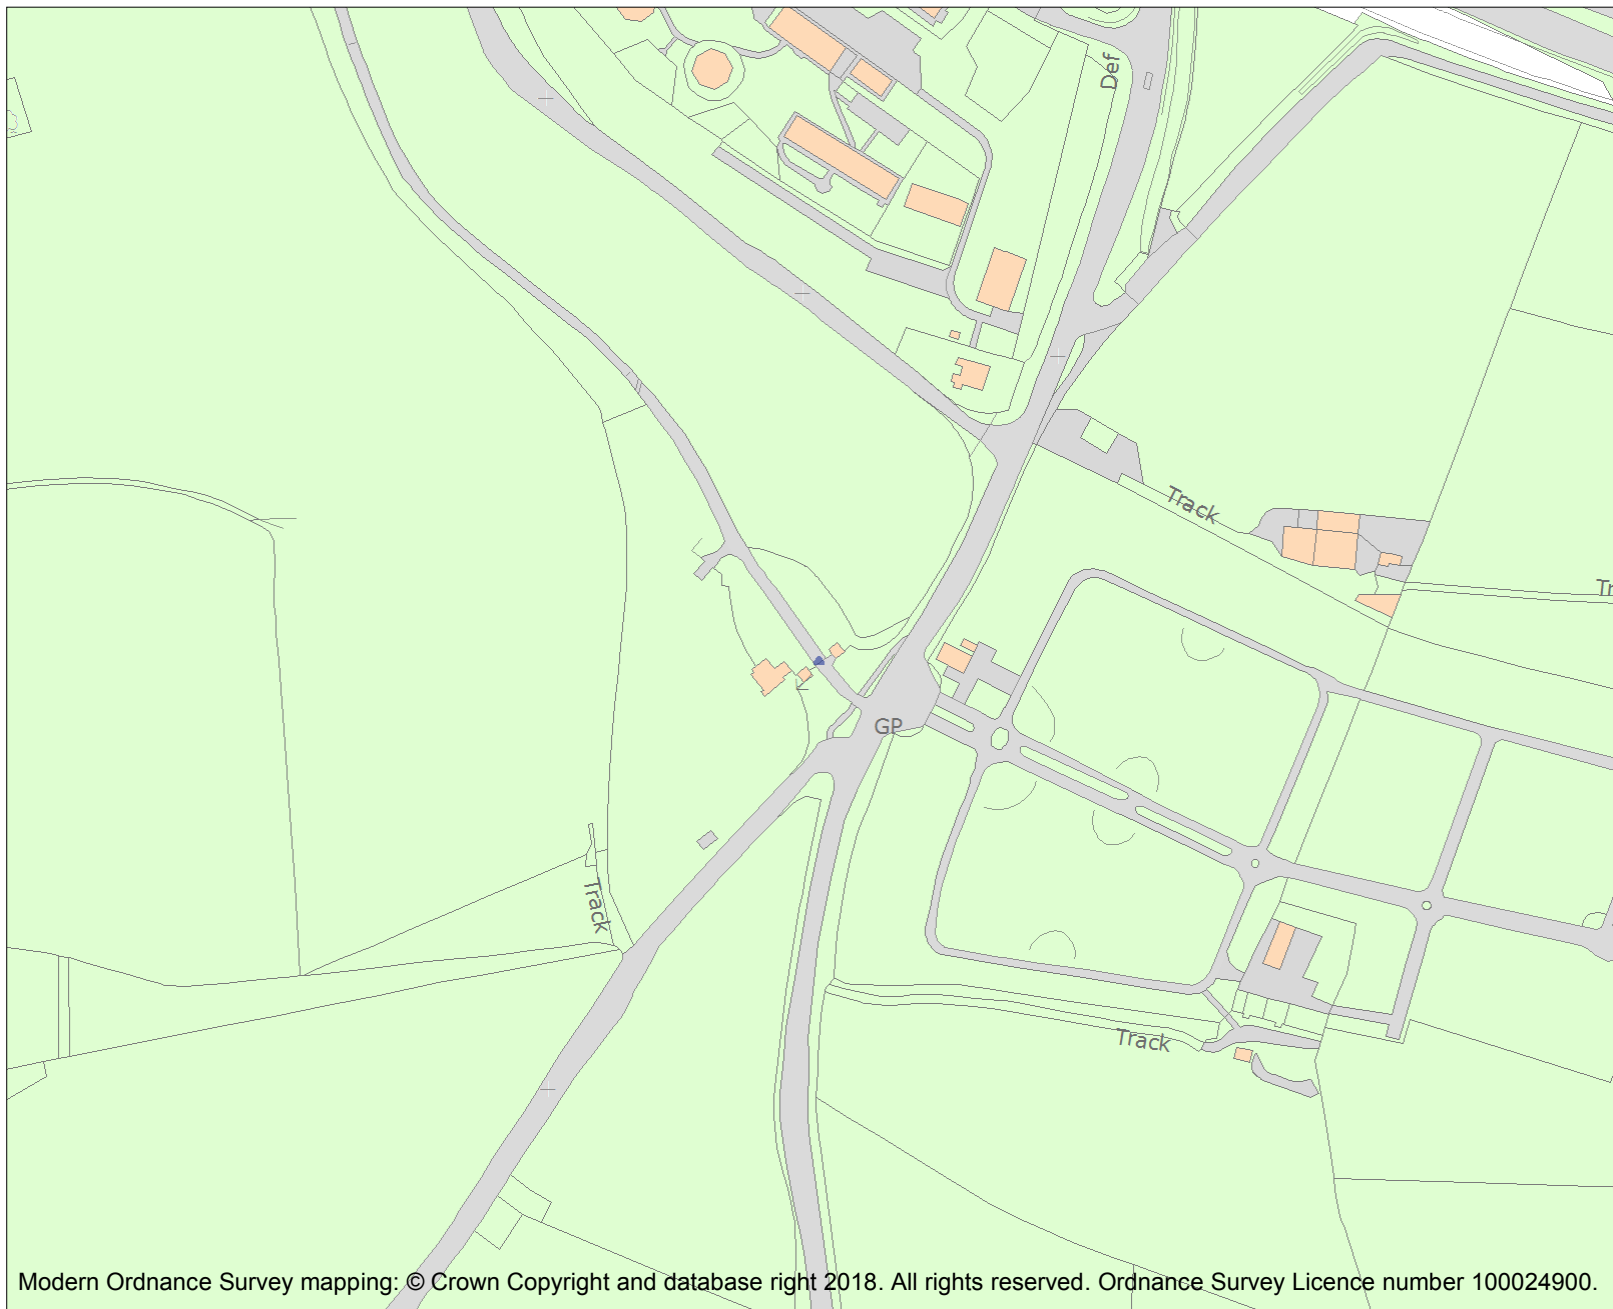 Def
Track
Tr
GP
Track
Track
Modern Ordnance Survey mapping: © Crown Copyright and database right 2018. All rights reserved. Ordnance Survey Licence number 100024900.